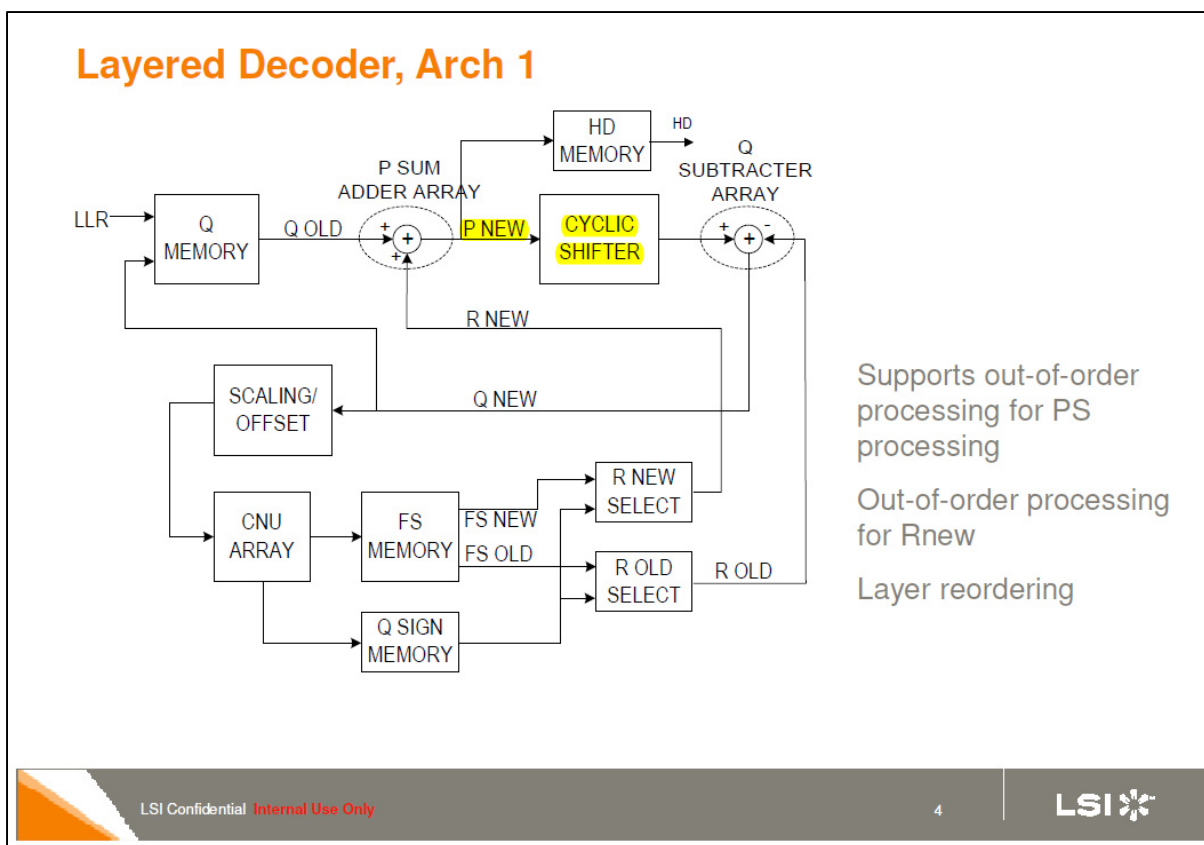 Layered Decoder, Arch 1
HD
MEMORY
HD
P SUM
ADDER ARRAY
Q
SUBTRACTER
ARRAY
LLR
Q
MEMORY
Q OLD
+
+
+
P NEW
CYCLIC
SHIFTER
+
+
-
R NEW
SCALING/
OFFSET
Q NEW
CNU
ARRAY
FS
MEMORY
FS NEW
FS OLD
R NEW
SELECT
R OLD
SELECT
R OLD
Q SIGN
MEMORY
Supports out-of-order
processing for PS
processing
Out-of-order processing
for Rnew
Layer reordering
LSI Confidential Internal Use Only
4
LSI